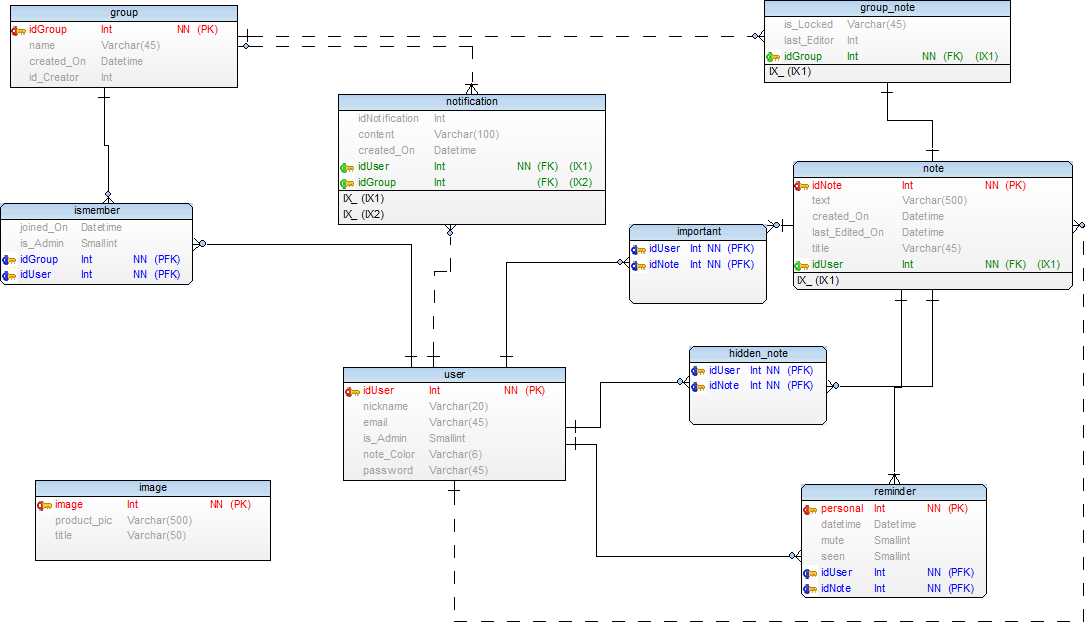 group
idGroup Int NN (PK)
name Varchar(45)
created_On Datetime
id_Creator Int
group_note
is_Locked Varchar(45)
last_Editor Int
idGroup Int NN (FK) (IX1)
IX_ (IX1)
notification
idNotification Int
content Varchar(100)
created_On Datetime
idUser Int NN (FK) (IX1)
idGroup Int (FK) (IX2)
IX_ (IX1)
IX_ (IX2)
note
idNote Int NN (PK)
text Varchar(500)
created_On Datetime
last_Edited_On Datetime
title Varchar(45)
idUser Int NN (FK) (IX1)
IX_ (IX1)
ismember
joined_On Datetime
is_Admin Smallint
idGroup Int NN (PFK)
idUser Int NN (PFK)
important
idUser Int NN (PFK)
idNote Int NN (PFK)
hidden_note
idUser Int NN (PFK)
idNote Int NN (PFK)
user
idUser Int NN (PK)
nickname Varchar(20)
email Varchar(45)
is_Admin Smallint
note_Color Varchar(6)
password Varchar(45)
image
image Int NN (PK)
product_pic Varchar(500)
title Varchar(50)
reminder
personal Int NN (PK)
datetime Datetime
mute Smallint
seen Smallint
idUser Int NN (PFK)
idNote Int NN (PFK)